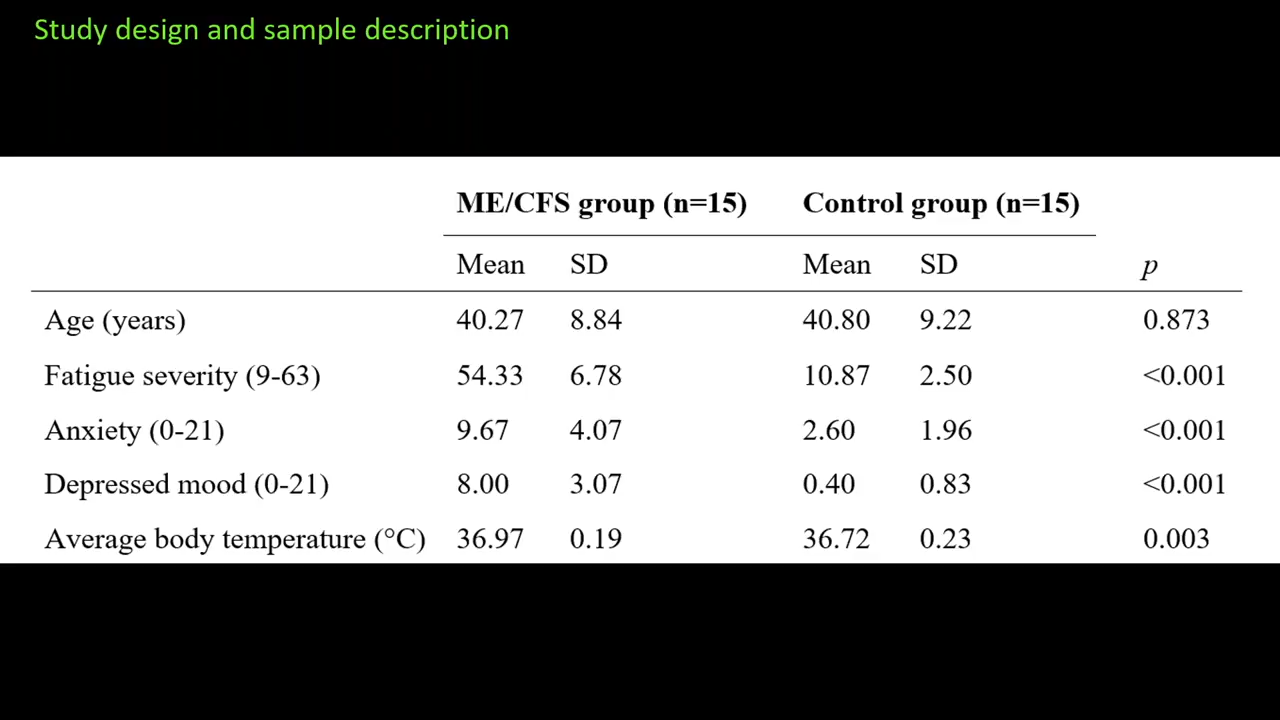 Study design and sample description
ME/CFS group (n=15) Control group (n=15)
Mean SD Mean SD p
Age (years) 40.27 8.84 40.80 9.22 0.873
Fatigue severity (9-63) 54.33 6.78 10.87 2.50 <0.001
Anxiety (0-21) 9.67 4.07 2.60 1.96 <0.001
Depressed mood (0-21) 8.00 3.07 0.40 0.83 <0.001
Average body temperature (°C) 36.97 0.19 36.72 0.23 0.003